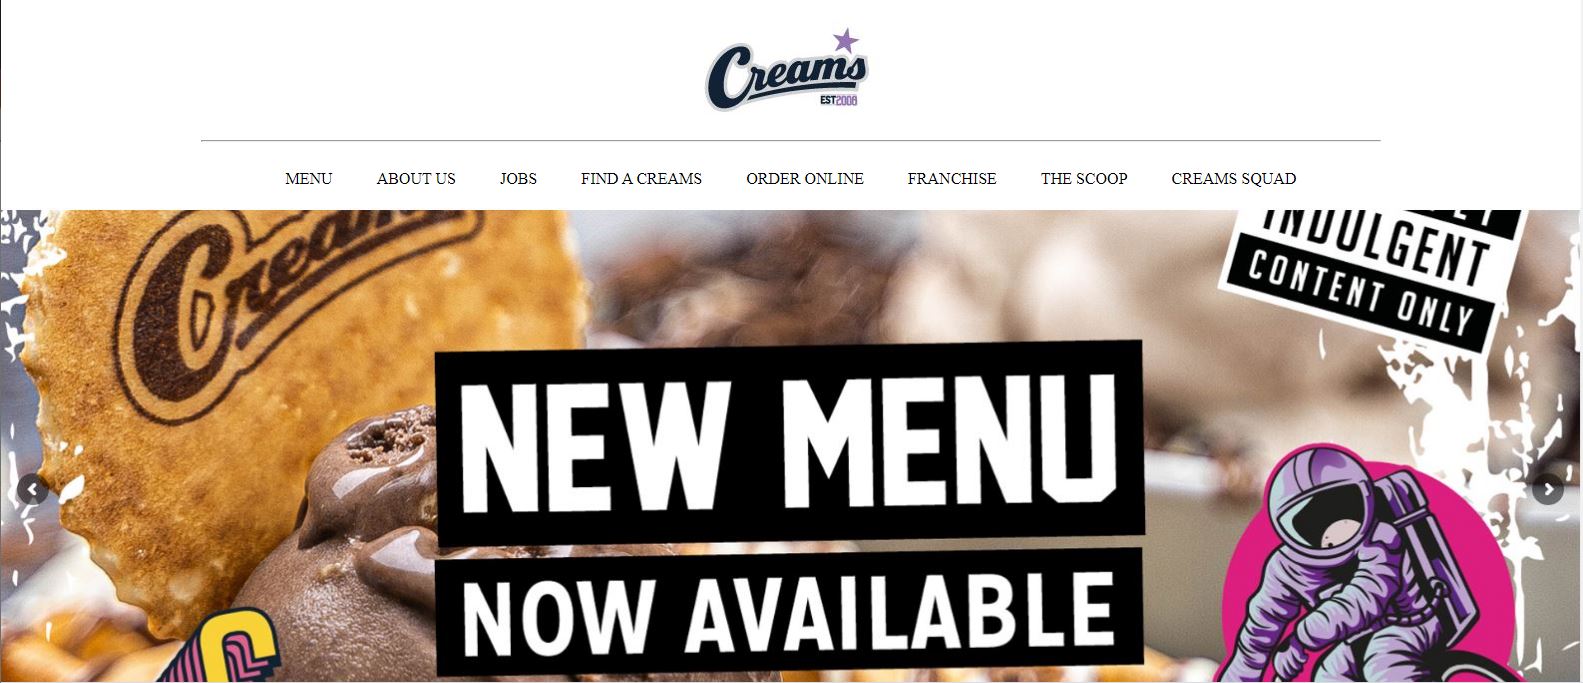 Creams
EST2008
MENU ABOUT US JOBS FIND A CREAMS ORDER ONLINE FRANCHISE THE SCOOP CREAMS SQUAD
Creams
INDULGENT
CONTENT ONLY
NEW MENU
NOW AVAILABLE